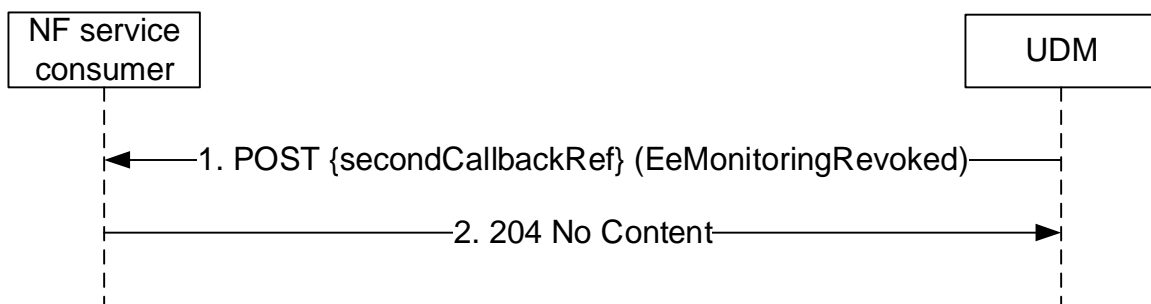 NF service
consumer
UDM
1. POST {secondCallbackRef} (EeMonitoringRevoked)
2. 204 No Content